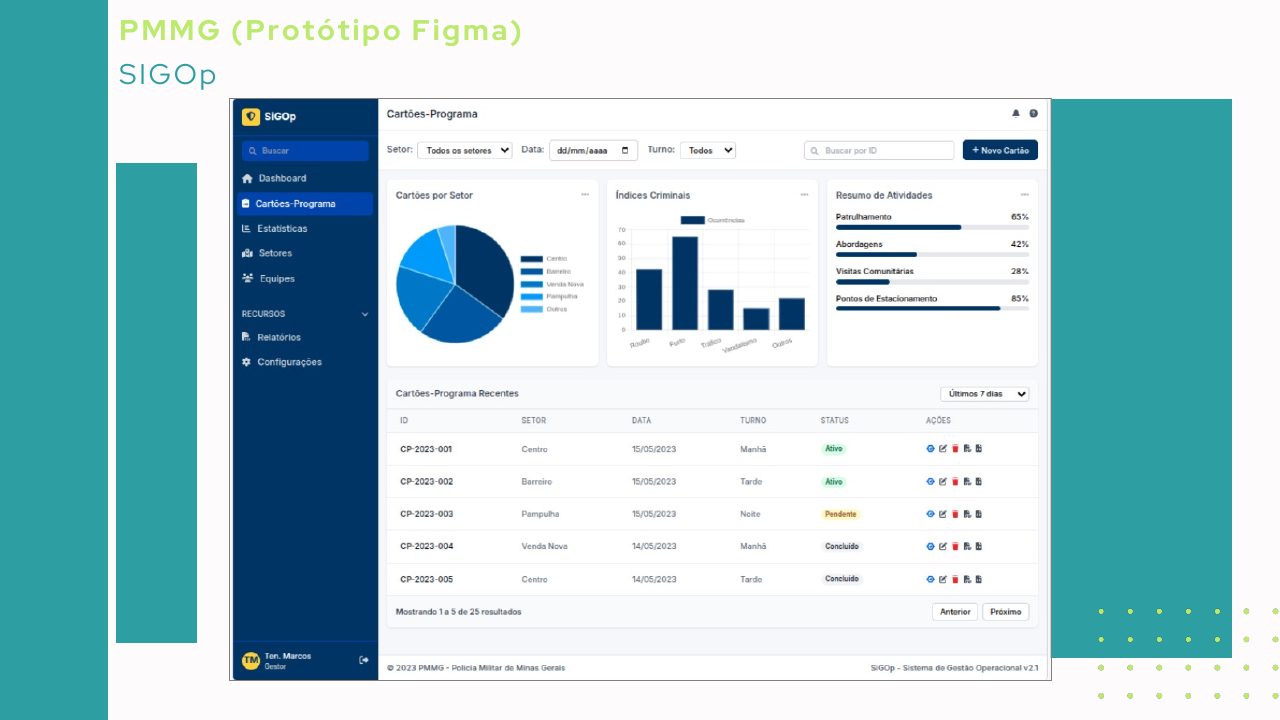 PMMG (Protótipo Figma)
SIGOp
SIGOp
Buscar
Dashboard
Cartões-Programa
Estatísticas
Setores
Equipes
RECURSOS
Relatórios
Configurações
TM
Ten. Marcos
Gestor
Cartões-Programa
Setor: Todos os setores Data: dd/mm/aaaa Turno: Todos Buscar por ID + Novo Cartão
Cartões por Setor
Centro
Barreiro
Venda Nova
Pampulha
Outros
Índices Criminais
Ocorrências
70
60
50
40
30
20
10
0
Roubo Furto Tráfico Vandalismo Outros
Resumo de Atividades
Patrulhamento 65%
Abordagens 42%
Visitas Comunitárias 28%
Pontos de Estacionamento 85%
Cartões-Programa Recentes Últimos 7 dias
ID SETOR DATA TURNO STATUS AÇÕES
CP-2023-001 Centro 15/05/2023 Manhã Ativo
CP-2023-002 Barreiro 15/05/2023 Tarde Ativo
CP-2023-003 Pampulha 15/05/2023 Noite Pendente
CP-2023-004 Venda Nova 14/05/2023 Manhã Concluído
CP-2023-005 Centro 14/05/2023 Tarde Concluído
Mostrando 1 a 5 de 25 resultados Anterior Próximo
© 2023 PMMG - Polícia Militar de Minas Gerais SIGOp - Sistema de Gestão Operacional v2.1